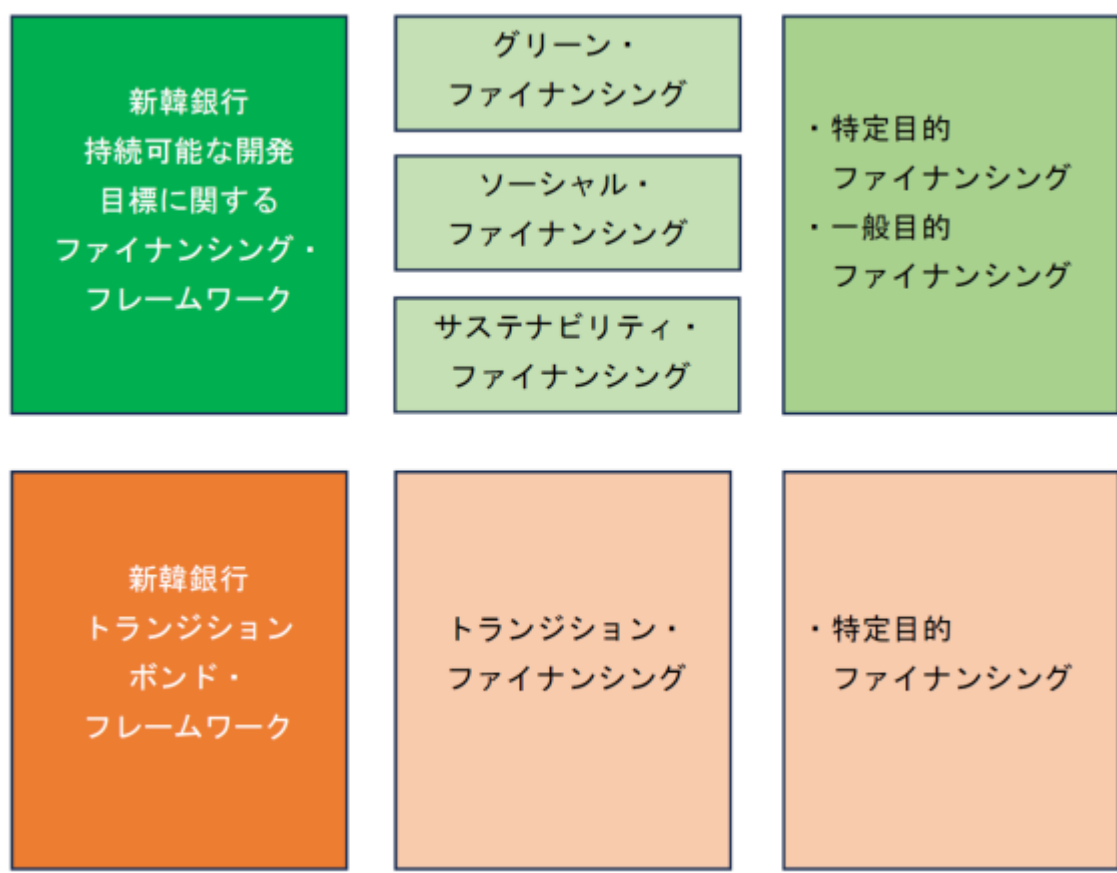 新韓銀行
持続可能な開発
目標に関する
ファイナンシング・
フレームワーク
グリーン・
ファイナンシング
ソーシャル・
ファイナンシング
サステナビリティ・
ファイナンシング
・特定目的
ファイナンシング
・一般目的
ファイナンシング
新韓銀行
トランジション
ボンド・
フレームワーク
トランジション・
ファイナンシング
・特定目的
ファイナンシング